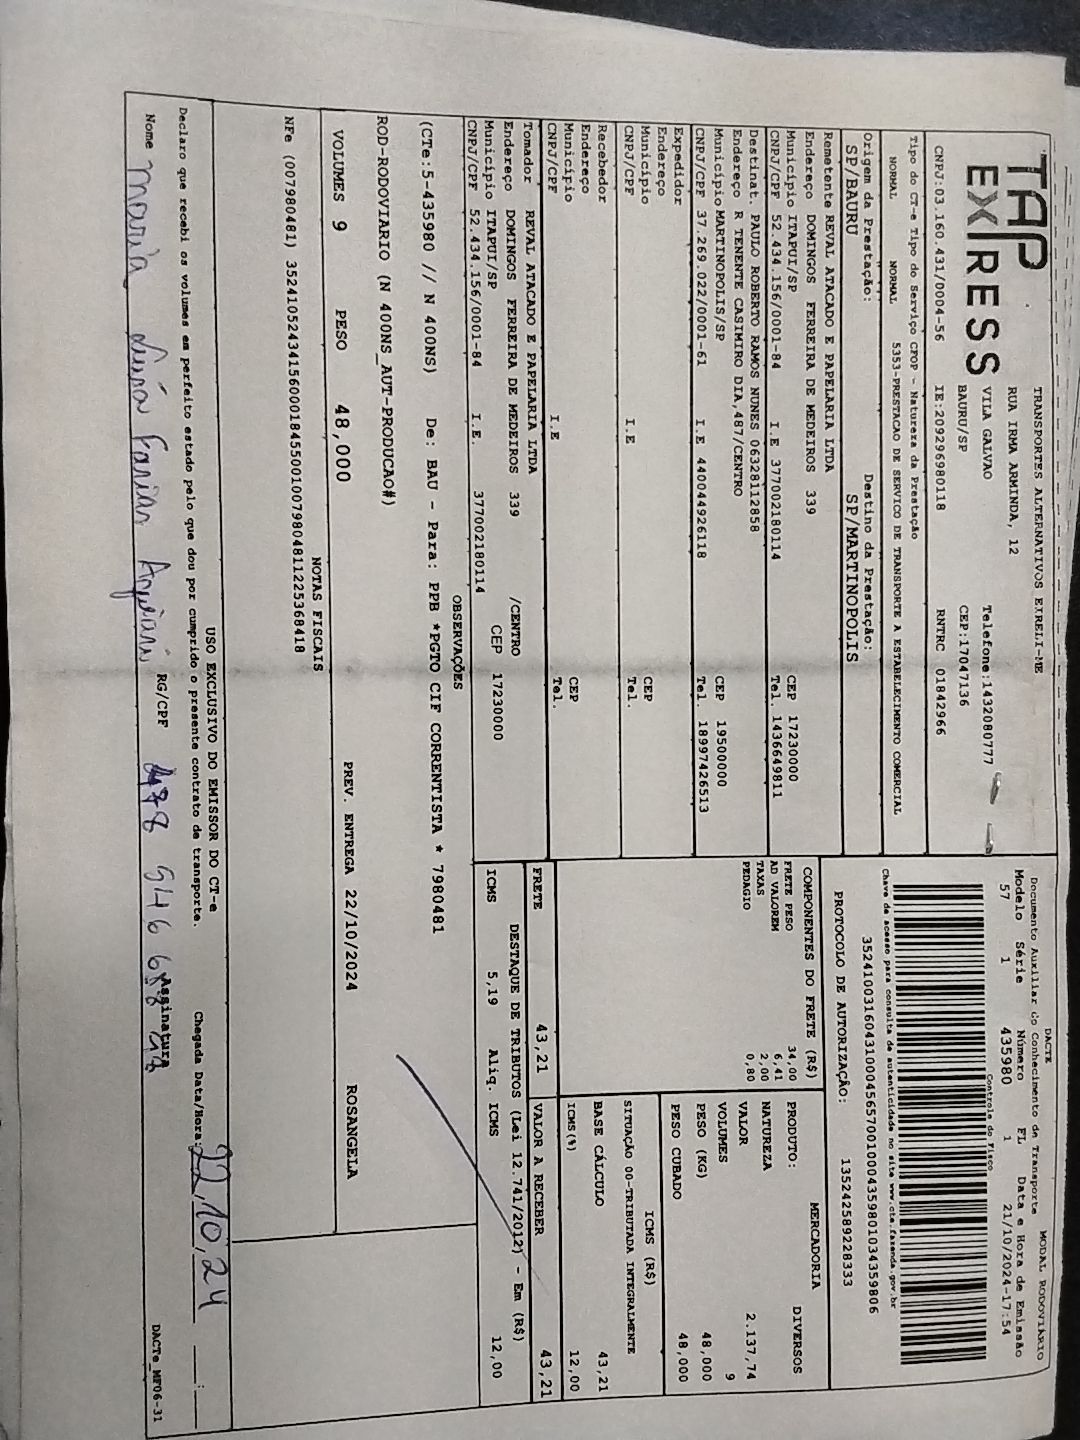 TAP
EXPRESS
TRANSPORTES ALTERNATIVOS EIRELI-ME
RUA IRMA ARMINDA, 12
VILA GALVAO
BAURU/SP
Telefone:1432080777
CEP:17047136
CNPJ:03.160.431/0004-56 IE:209296980118 RNTRC 01842966
Tipo do CT-e Tipo do Serviço CFOP - Natureza da Prestação
NORMAL NORMAL 5353-PRESTACAO DE SERVICO DE TRANSPORTE A ESTABELECIMENTO COMERCIAL
Origem da Prestação: Destino da Prestação:
SP/BAURU SP/MARTINOPOLIS
Remetente REVAL ATACADO E PAPELARIA LTDA
Endereço DOMINGOS FERREIRA DE MEDEIROS 339
Município ITAPUI/SP CEP 17230000
CNPJ/CPF 52.434.156/0001-84 I.E 377002180114 Tel. 1436649811
Destinat. PAULO ROBERTO RAMOS NUNES 06328112858
Endereço R TENENTE CASIMIRO DIA,487/CENTRO
Município MARTINOPOLIS/SP CEP 19500000
CNPJ/CPF 37.269.022/0001-61 I.E 440044926118 Tel. 18997426513
Expedidor
Endereço
Município CEP
CNPJ/CPF I.E Tel.
Recebedor
Endereço
Município CEP
CNPJ/CPF I.E Tel.
Tomador REVAL ATACADO E PAPELARIA LTDA
Endereço DOMINGOS FERREIRA DE MEDEIROS 339 /CENTRO
Município ITAPUI/SP CEP 17230000
CNPJ/CPF 52.434.156/0001-84 I.E. 377002180114
DACTE MODAL RODOVIÁRIO
Documento Auxiliar do Conhecimento de Transporte
Modelo Série Número FL Data e Hora de Emissão
57 1 435980 1 21/10/2024-17:54
Controle do Fisco
35241003160431000456570010004359801034359806
Chave de acesso para consulta de autenticidade no site www.cte.fazenda.gov.br
PROTOCOLO DE AUTORIZAÇÃO: 135242589228333
COMPONENTES DO FRETE (R$)
FRETE PESO 34,00
AD VALOREM 6,41
TAXAS 2,00
PEDAGIO 0,80
MERCADORIA
PRODUTO: DIVERSOS
NATUREZA
VALOR 2.137,74
VOLUMES 9
PESO (KG) 48,000
PESO CUBADO 48,000
ICMS (R$)
SITUAÇÃO 00-TRIBUTADA INTEGRALMENTE
BASE CÁLCULO 43,21
ICMS(%) 12,00
FRETE 43,21 VALOR A RECEBER 43,21
DESTAQUE DE TRIBUTOS (Lei 12.741/2012) - Em (R$)
ICMS 5,19 Aliq. ICMS 12,00
OBSERVAÇÕES
(CTe:5-435980 // N 400NS) De: BAU - Para: PPB *PGTO CIF CORRENTISTA * 7980481
ROD-RODOVIARIO (N 400NS_AUT-PRODUCAO#)
VOLUMES 9 PESO 48,000 PREV. ENTREGA 22/10/2024 ROSANGELA
NOTAS FISCAIS
NFe (007980481) 35241052434156000184550010079804811225368418
USO EXCLUSIVO DO EMISSOR DO CT-e
Declaro que recebi os volumes em perfeito estado pelo que dou por cumprido o presente contrato de transporte. Chegada Data/Hora: 22,10,24 :
Nome Maria RG/CPF Assinatura
DACTe_MF06-31